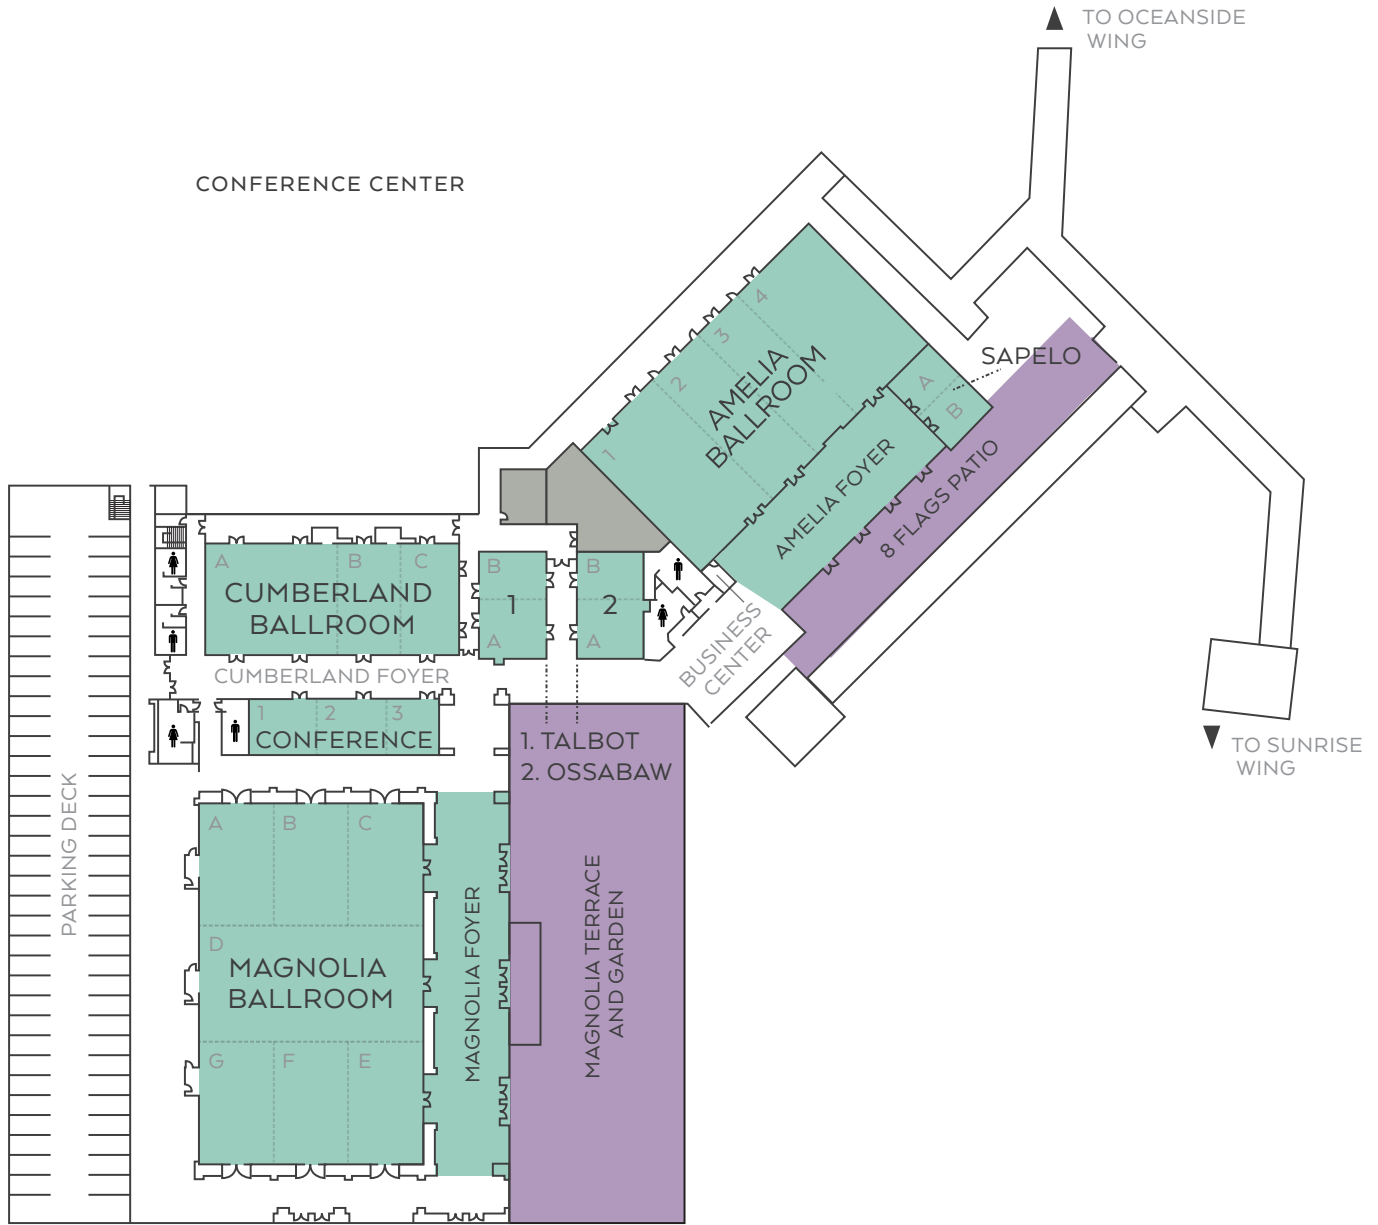 TO OCEANSIDE
WING
CONFERENCE CENTER
4
3
2
1
AMELIA
BALLROOM
SAPELO
A
B
AMELIA FOYER
8 FLAGS PATIO
A
B
C
CUMBERLAND
BALLROOM
B
1
A
B
2
A
BUSINESS
CENTER
CUMBERLAND FOYER
1
2
3
CONFERENCE
1. TALBOT
2. OSSABAW
TO SUNRISE
WING
PARKING DECK
A
B
C
D
MAGNOLIA
BALLROOM
G
F
E
MAGNOLIA FOYER
MAGNOLIA TERRACE
AND GARDEN